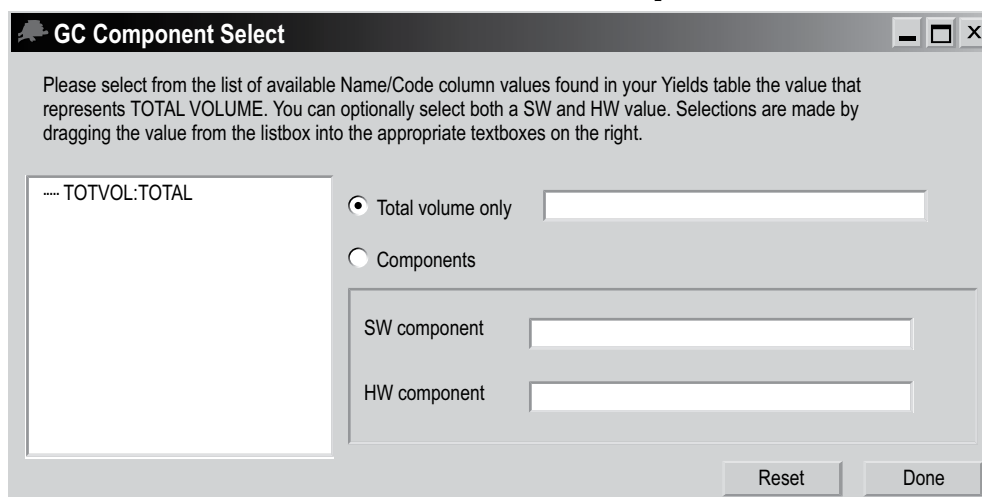 GC Component Select
Please select from the list of available Name/Code column values found in your Yields table the value that
represents TOTAL VOLUME. You can optionally select both a SW and HW value. Selections are made by
dragging the value from the listbox into the appropriate textboxes on the right.
TOTVOL:TOTAL
Total volume only
Components
SW component
HW component
Reset Done